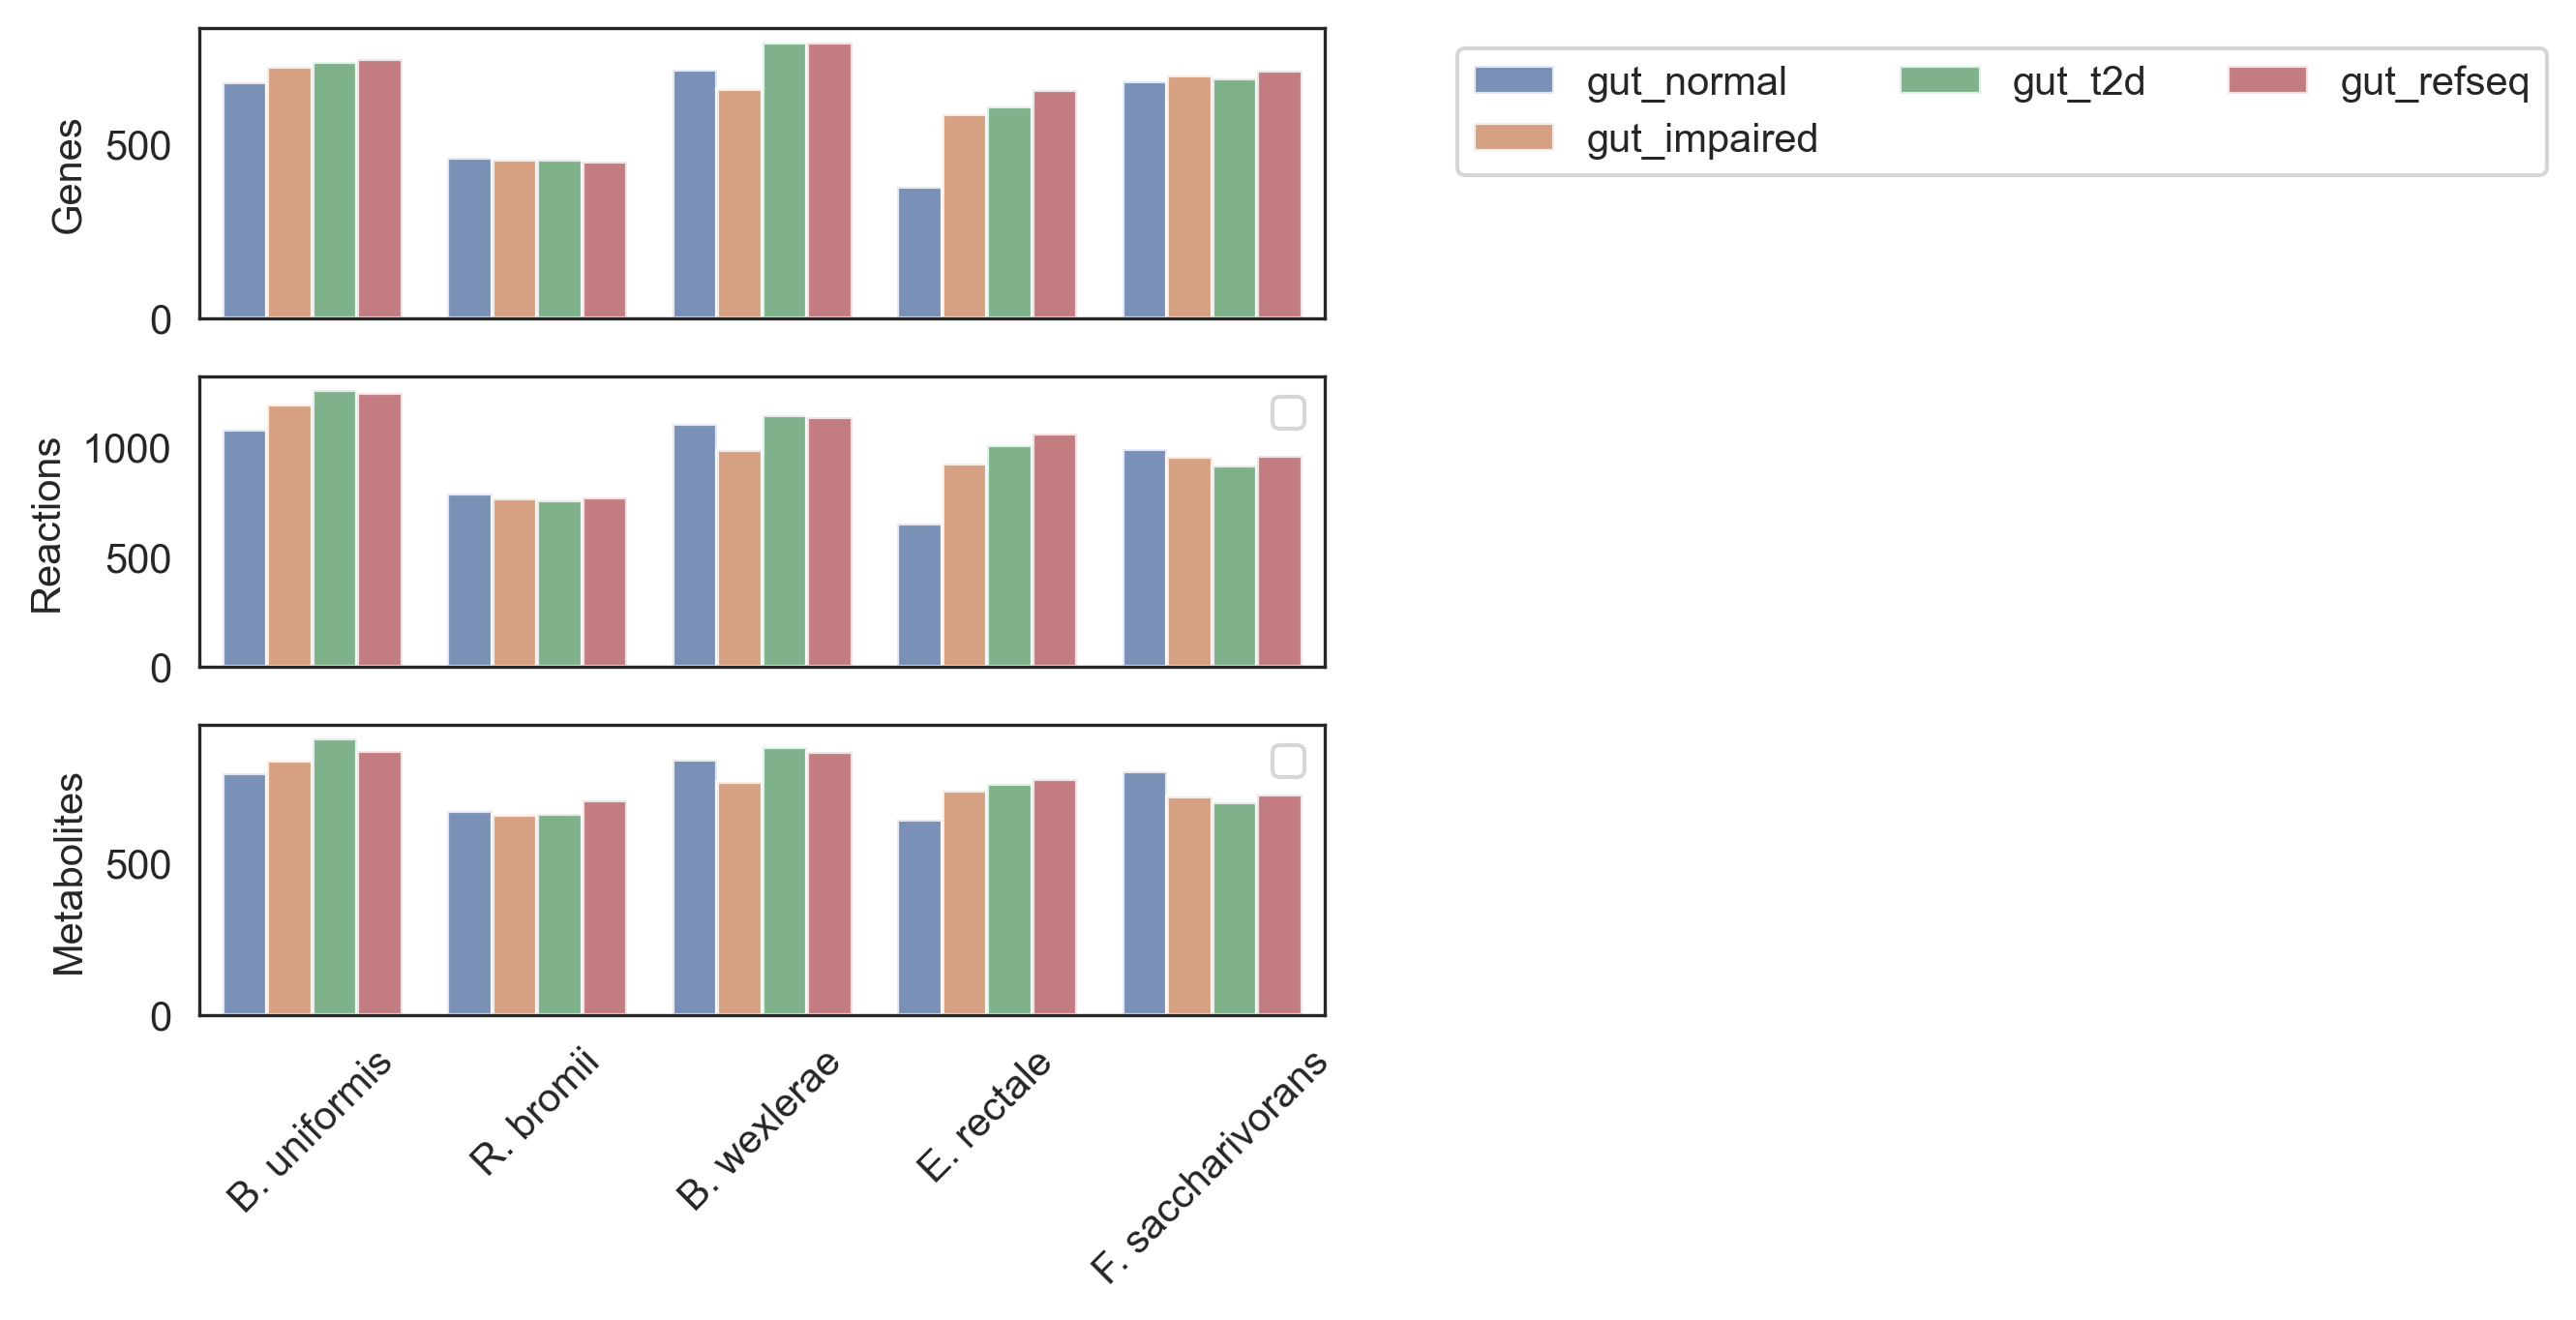 Genes
500
0
gut_normal
gut_impaired
gut_t2d
gut_refseq
Reactions
1000
500
0
Metabolites
500
0
B. uniformis
R. bromii
B. wexlerae
E. rectale
F. saccharivorans